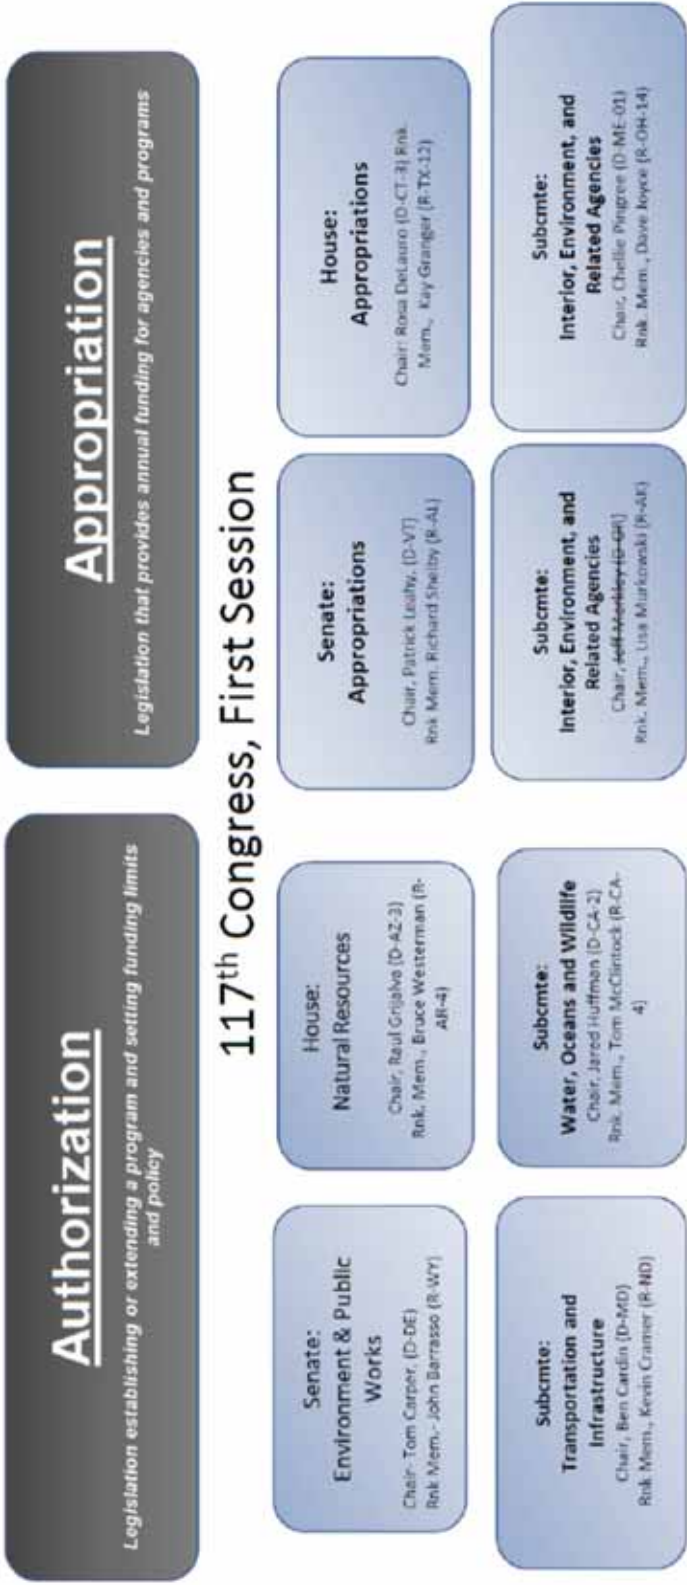 Authorization
Legislation establishing or extending a program and setting funding limits
and policy
Appropriation
Legislation that provides annual funding for agencies and programs
117th Congress, First Session
Senate:
Environment & Public
Works
Chair- Tom Carper, (D-DE)
Rnk Mem.- John Barrasso (R-WY)
House:
Natural Resources
Chair, Raul Grijalva (D-AZ-3)
Rnk. Mem., Bruce Westerman (R-
AR-4)
Senate:
Appropriations
Chair, Patrick Leahy, (D-VT)
Rnk Mem. Richard Shelby (R-AL)
House:
Appropriations
Chair: Rosa DeLauro (D-CT-3) Rnk.
Mem., Kay Granger (R-TX-12)
Subcmte:
Transportation and
Infrastructure
Chair, Ben Cardin (D-MD)
Rnk Mem., Kevin Cramer (R-ND)
Subcmte:
Water, Oceans and Wildlife
Chair, Jared Huffman (D-CA-2)
Rnk. Mem., Tom McClintock (R-CA-
4)
Subcmte:
Interior, Environment, and
Related Agencies
Chair, Jeff Merkley (D-OR)
Rnk. Mem., Lisa Murkowski (R-AK)
Subcmte:
Interior, Environment, and
Related Agencies
Chair, Chellie Pingree (D-ME-01)
Rnk. Mem., Dave Joyce (R-OH-14)